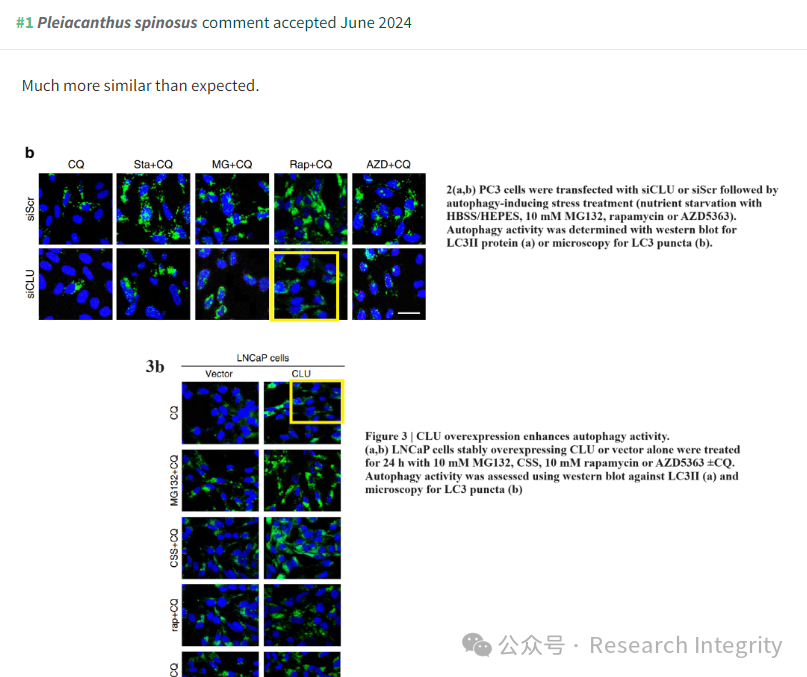 #1 Pleiacanthus spinosus comment accepted June 2024
Much more similar than expected.
b
CQ Sta+CQ MG+CQ Rap+CQ AZD+CQ
siScr
siCLU
2(a,b) PC3 cells were transfected with siCLU or siScr followed by
autophagy-inducing stress treatment (nutrient starvation with
HBSS/HEPES, 10 mM MG132, rapamycin or AZD5363).
Autophagy activity was determined with western blot for
LC3II protein (a) or microscopy for LC3 puncta (b).
3b
LNCaP cells
Vector CLU
CQ
MG132+CQ
CSS+CQ
rap+CQ
CQ
Figure 3 | CLU overexpression enhances autophagy activity.
(a,b) LNCaP cells stably overexpressing CLU or vector alone were treated
for 24 h with 10 mM MG132, CSS, 10 mM rapamycin or AZD5363 ±CQ.
Autophagy activity was assessed using western blot against LC3II (a) and
microscopy for LC3 puncta (b)
公众号 · Research Integrity